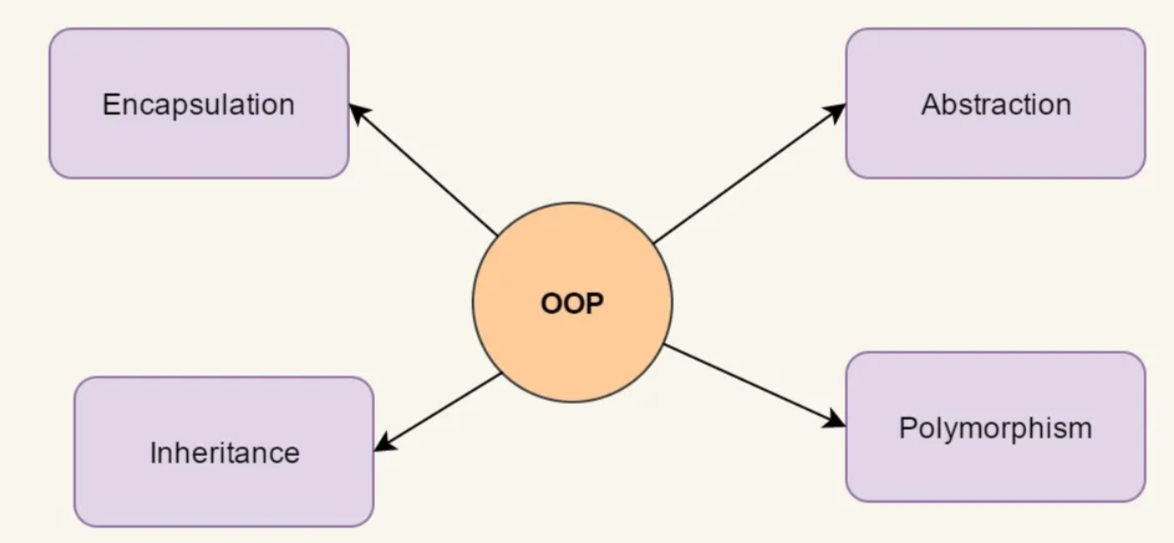 Encapsulation
Abstraction
OOP
Inheritance
Polymorphism